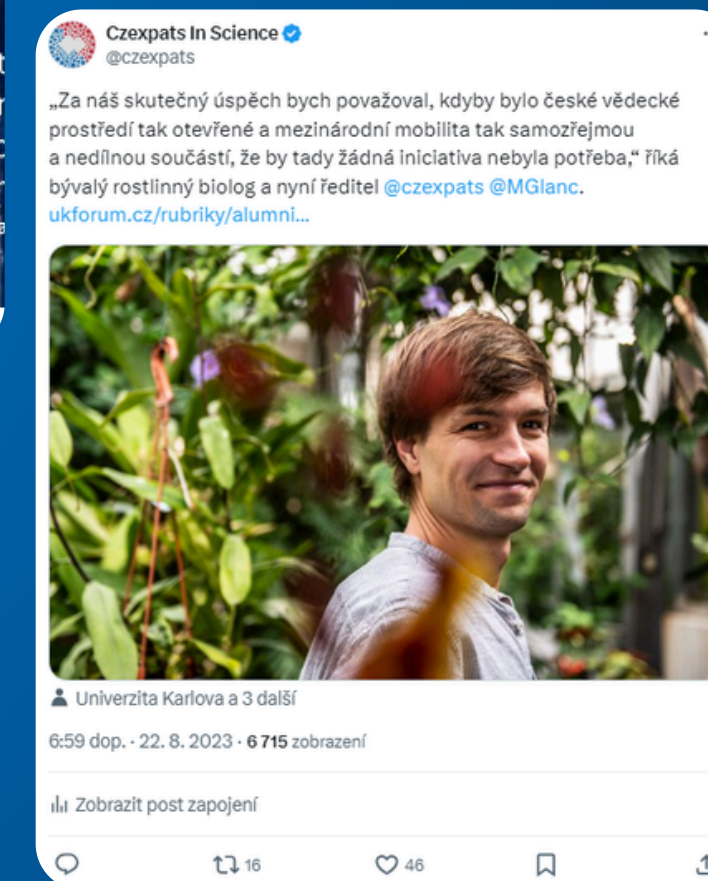 Czexpats In Science
@czexpats
„Za náš skutečný úspěch bych považoval, kdyby bylo české vědecké
prostředí tak otevřené a mezinárodní mobilita tak samozřejmou
a nedílnou součástí, že by tady žádná iniciativa nebyla potřeba,“ říká
bývalý rostlinný biolog a nyní ředitel @czexpats @MGlanc.
ukforum.cz/rubriky/alumni...
Univerzita Karlova a 3 další
6:59 dop. · 22. 8. 2023 · 6 715 zobrazení
Zobrazit post zapojení
16 46